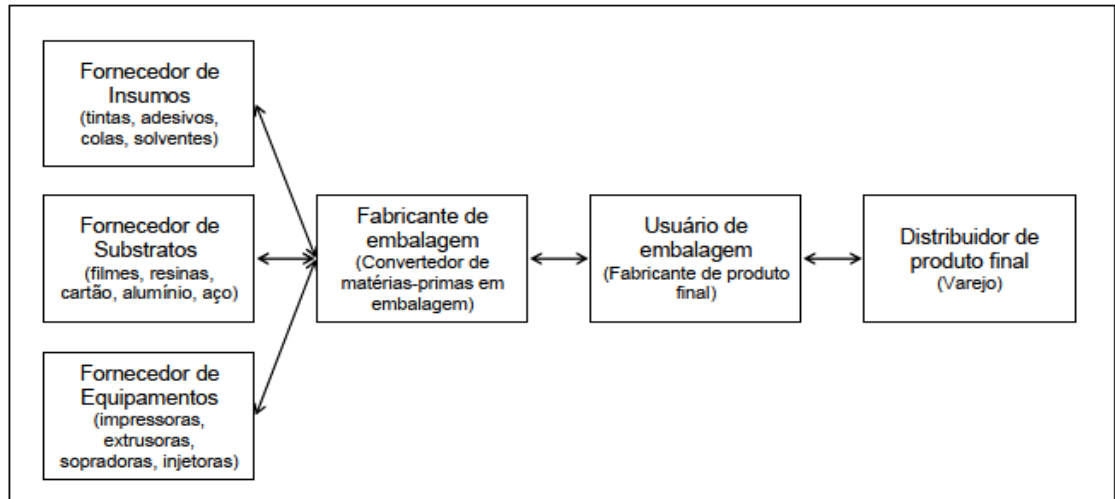 Fornecedor de
Insumos
(tintas, adesivos,
colas, solventes)
Fornecedor de
Substratos
(filmes, resinas,
cartão, alumínio, aço)
Fornecedor de
Equipamentos
(impressoras,
extrusoras,
sopradoras, injetoras)
Fabricante de
embalagem
(Convertedor de
matérias-primas em
embalagem)
Usuário de
embalagem
(Fabricante de produto
final)
Distribuidor de
produto final
(Varejo)